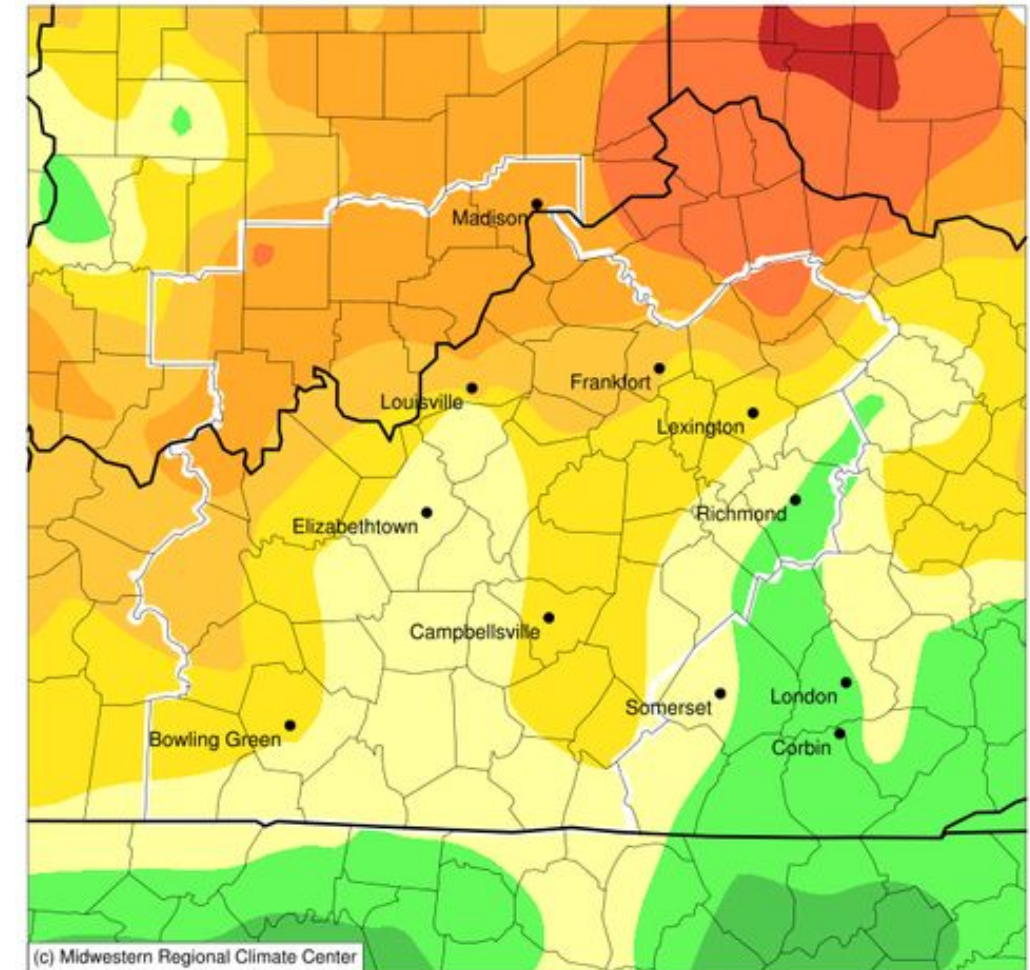 Madison
Frankfort
Louisville
Lexington
Richmond
Elizabethtown
Campbellsville
London
Somerset
Bowling Green
Corbin
(c) Midwestern Regional Climate Center